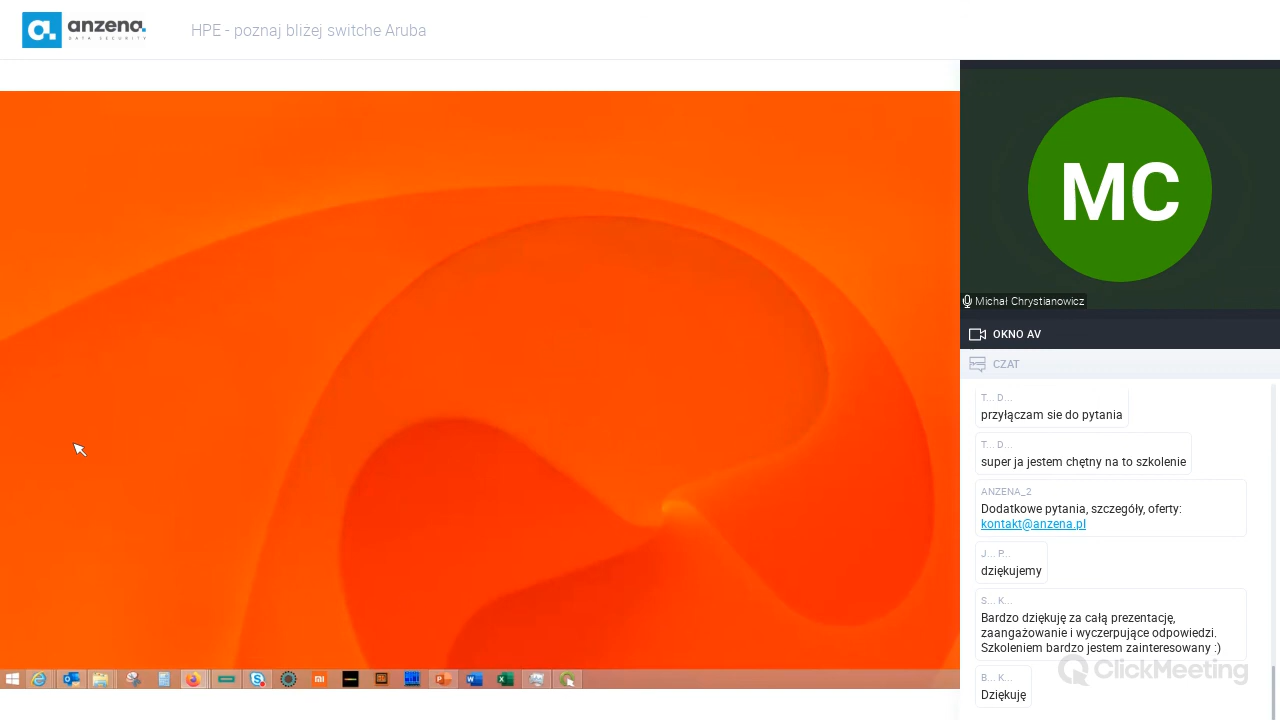 anzena.
DATA SECURITY
HPE - poznaj bliżej switche Aruba
MC
Michał Chrystianowicz
OKNO AV
CZAT
T... D...
przyłączam sie do pytania
T... D...
super ja jestem chętny na to szkolenie
ANZENA_2
Dodatkowe pytania, szczegóły, oferty:
kontakt@anzena.pl
J... P...
dziękujemy
S... K...
Bardzo dziękuję za całą prezentację,
zaangażowanie i wyczerpujące odpowiedzi.
Szkoleniem bardzo jestem zainteresowany :)
B... K...
Dziękuję
ClickMeeting